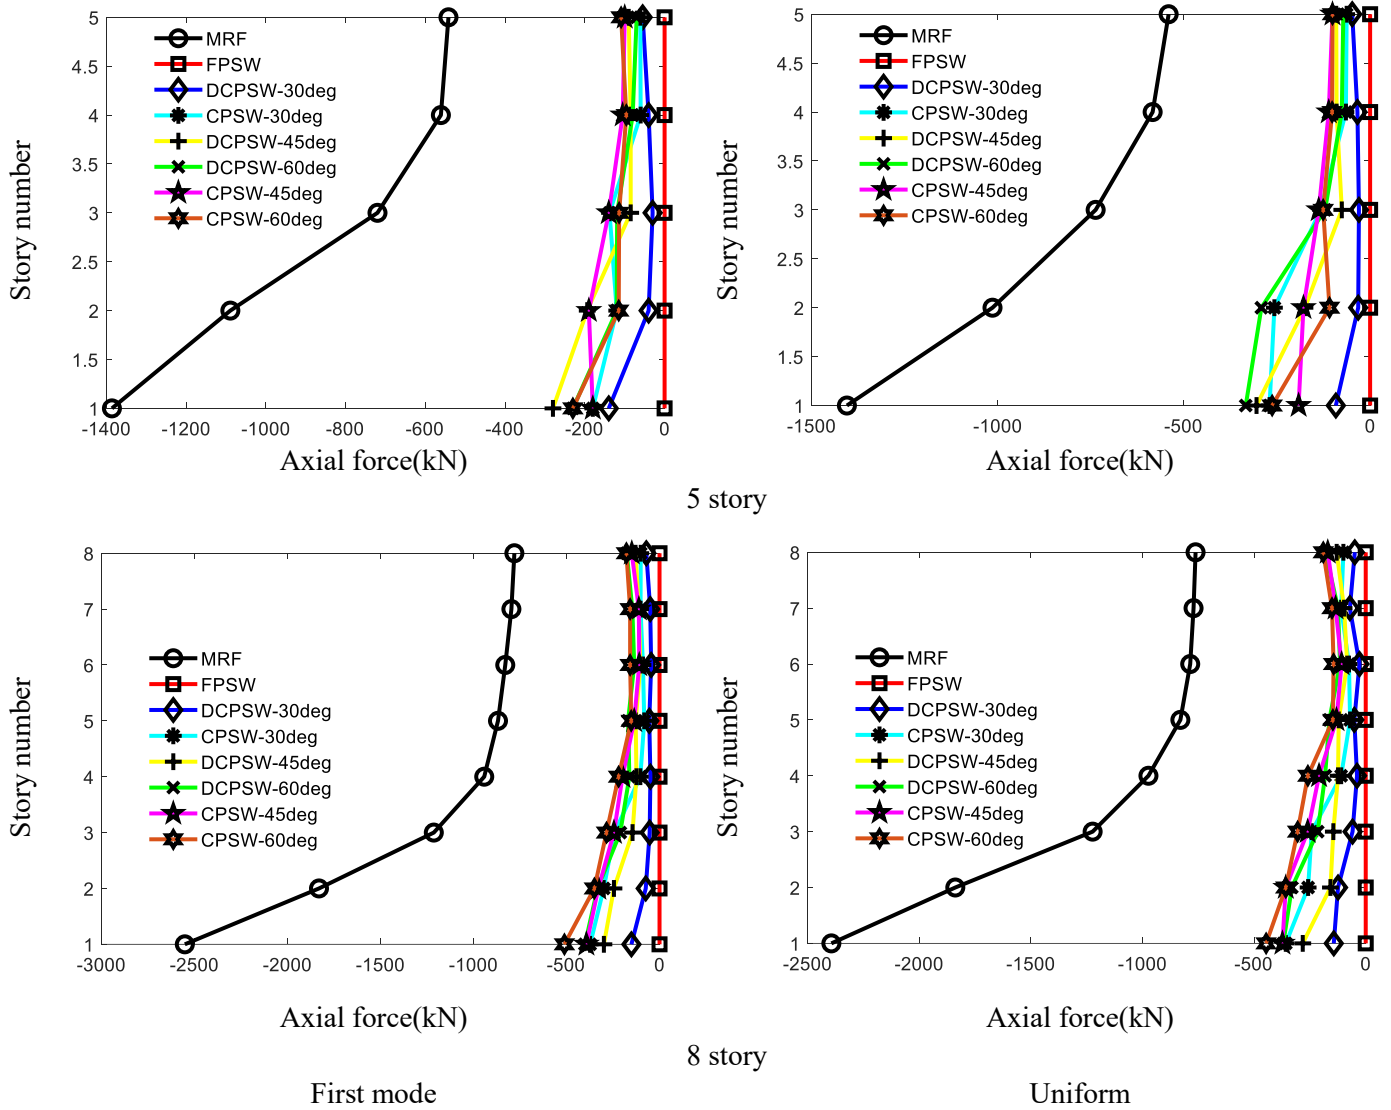 5
4.5
4
3.5
3
2.5
2
1.5
1
MRF
FPSW
DCPSW-30deg
CPSW-30deg
DCPSW-45deg
DCPSW-60deg
CPSW-45deg
CPSW-60deg
Story number
-1400 -1200 -1000 -800 -600 -400 -200 0
Axial force(kN)
5
4.5
4
3.5
3
2.5
2
1.5
1
MRF
FPSW
DCPSW-30deg
CPSW-30deg
DCPSW-45deg
DCPSW-60deg
CPSW-45deg
CPSW-60deg
Story number
-1500 -1000 -500 0
Axial force(kN)
5 story
8
7
6
5
4
3
2
1
MRF
FPSW
DCPSW-30deg
CPSW-30deg
DCPSW-45deg
DCPSW-60deg
CPSW-45deg
CPSW-60deg
Story number
-3000 -2500 -2000 -1500 -1000 -500 0
Axial force(kN)
8
7
6
5
4
3
2
1
MRF
FPSW
DCPSW-30deg
CPSW-30deg
DCPSW-45deg
DCPSW-60deg
CPSW-45deg
CPSW-60deg
Story number
-2500 -2000 -1500 -1000 -500 0
Axial force(kN)
8 story
First mode Uniform